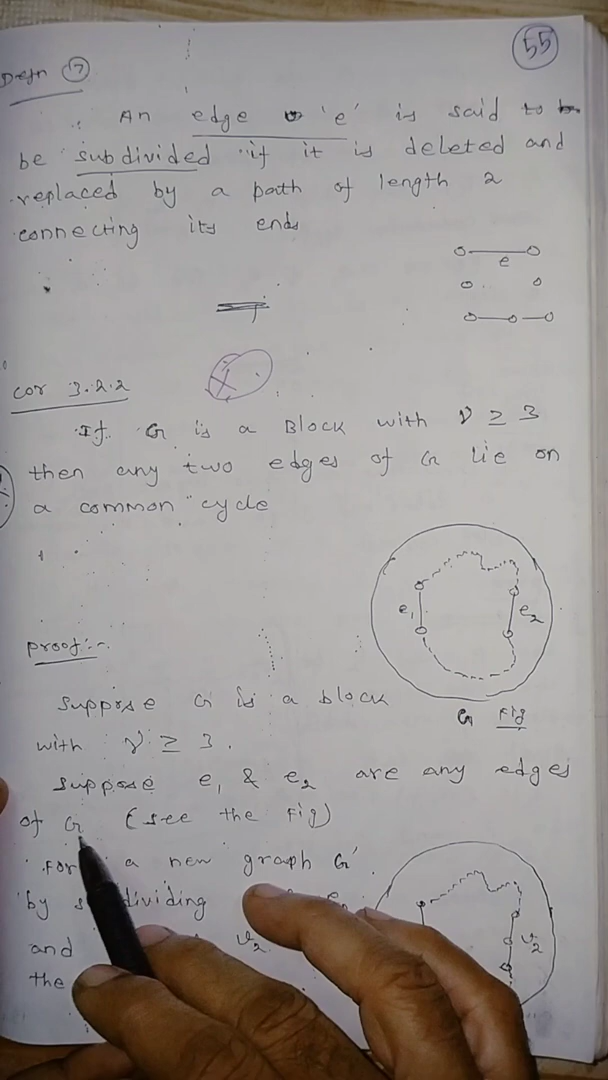 55
Defn 17
An edge 'e' is said to
be subdivided if it is deleted and
replaced by a path of length 2
connecting its ends
e
Cor 3.2.2
If G is a Block with ν ≥ 3
then any two edges of G lie on
a common cycle
e₁ e₂
G Fig
Proof:-
Suppose G is a block
with ν ≥ 3.
Suppose e₁ & e₂ are any edges
of G (see the Fig)
a new graph G'
by dividing
and v₂
v₂
the